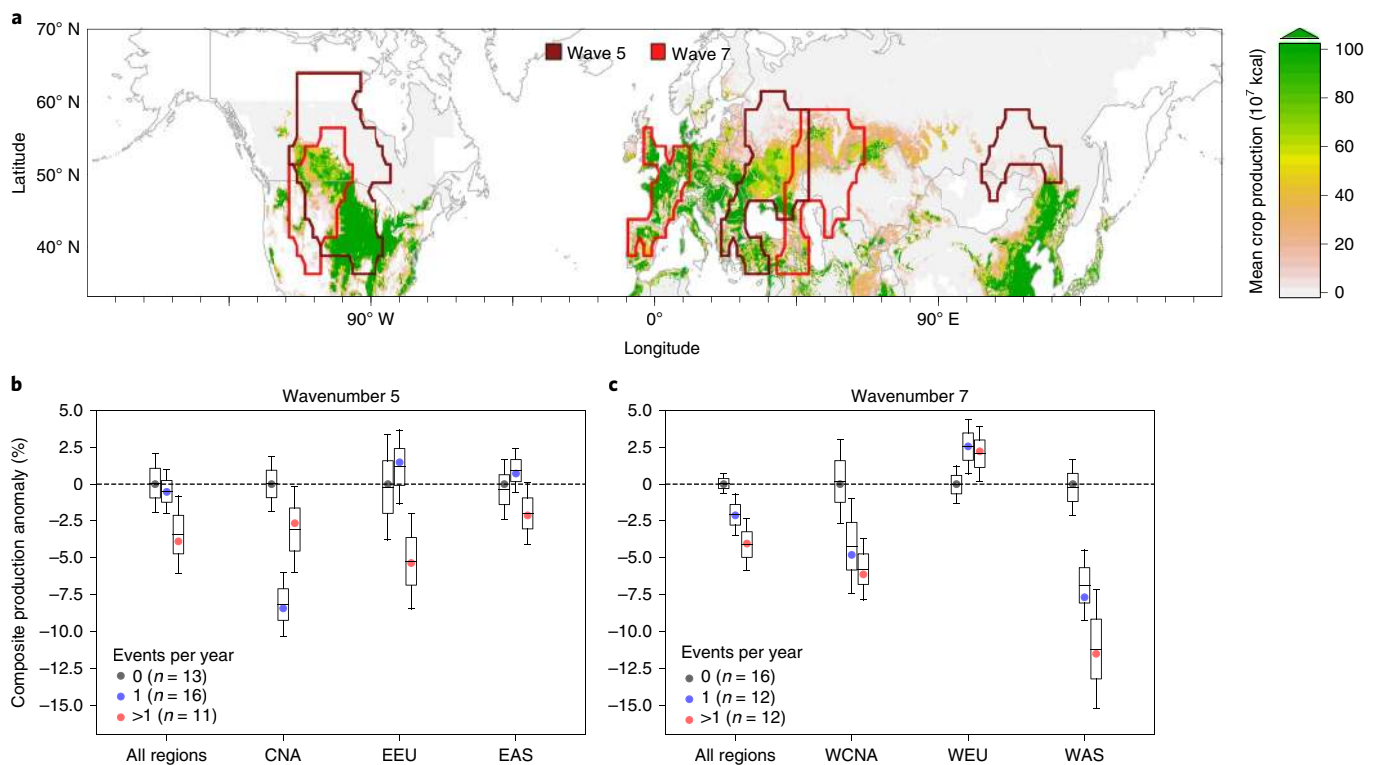 a
70° N
60° N
50° N
40° N
Latitude
Wave 5
Wave 7
90° W
0°
90° E
Longitude
Mean crop production (10⁷ kcal)
100
80
60
40
20
0
b
Wavenumber 5
Composite production anomaly (%)
5.0
2.5
0
−2.5
−5.0
−7.5
−10.0
−12.5
−15.0
Events per year
0 (n = 13)
1 (n = 16)
>1 (n = 11)
All regions
CNA
EEU
EAS
c
Wavenumber 7
5.0
2.5
0
−2.5
−5.0
−7.5
−10.0
−12.5
−15.0
Events per year
0 (n = 16)
1 (n = 12)
>1 (n = 12)
All regions
WCNA
WEU
WAS